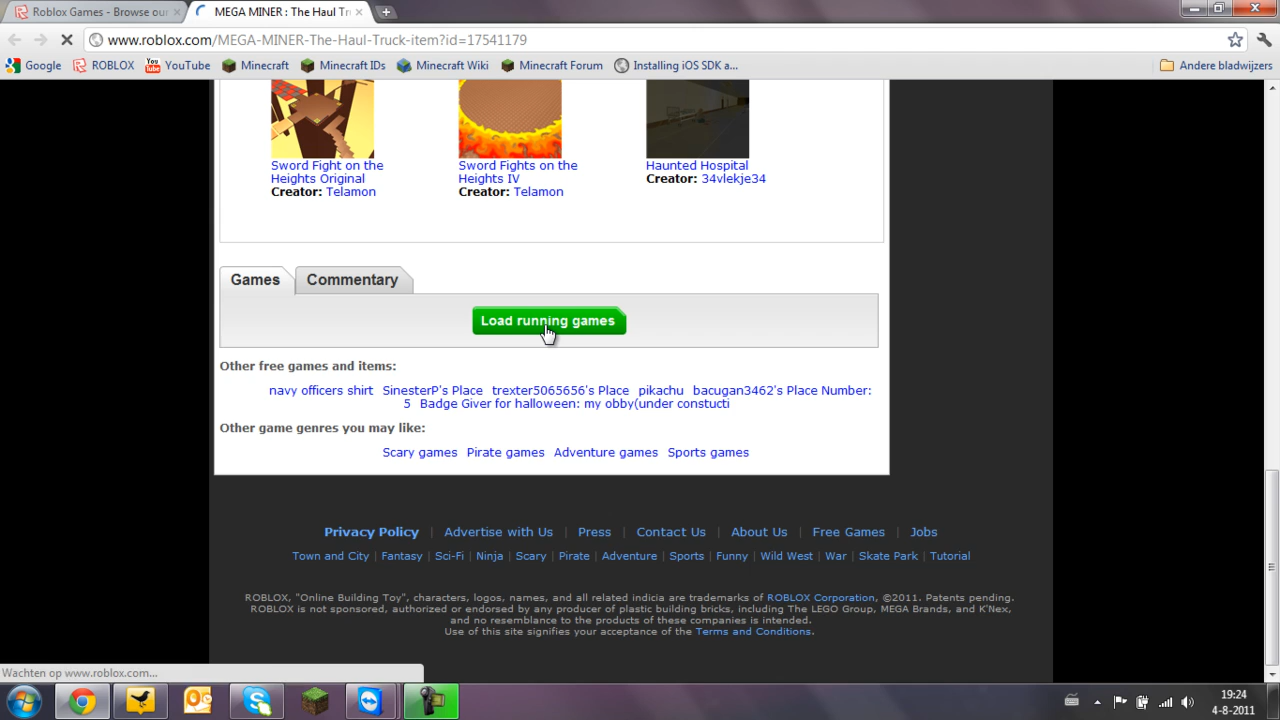 Roblox Games - Browse our
MEGA MINER : The Haul Tr
www.roblox.com/MEGA-MINER-The-Haul-Truck-item?id=17541179
Google ROBLOX YouTube Minecraft Minecraft IDs Minecraft Wiki Minecraft Forum Installing iOS SDK a... Andere bladwijzers
Sword Fight on the
Heights Original
Creator: Telamon
Sword Fights on the
Heights IV
Creator: Telamon
Haunted Hospital
Creator: 34vlekje34
Games Commentary
Load running games
Other free games and items:
navy officers shirt SinesterP's Place trexter5065656's Place pikachu bacugan3462's Place Number:
5 Badge Giver for halloween: my obby(under constucti
Other game genres you may like:
Scary games Pirate games Adventure games Sports games
Privacy Policy | Advertise with Us | Press | Contact Us | About Us | Free Games | Jobs
Town and City | Fantasy | Sci-Fi | Ninja | Scary | Pirate | Adventure | Sports | Funny | Wild West | War | Skate Park | Tutorial
ROBLOX, "Online Building Toy", characters, logos, names, and all related indicia are trademarks of ROBLOX Corporation, ©2011. Patents pending.
ROBLOX is not sponsored, authorized or endorsed by any producer of plastic building bricks, including The LEGO Group, MEGA Brands, and K'Nex,
and no resemblance to the products of these companies is intended.
Use of this site signifies your acceptance of the Terms and Conditions.
Wachten op www.roblox.com...
19:24
4-8-2011